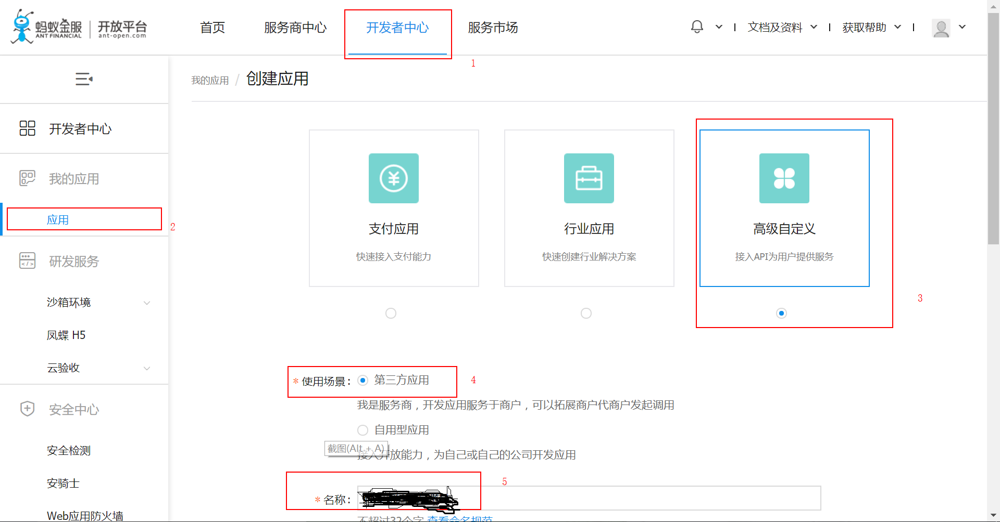 蚂蚁金服 开放平台
ANT FINANCIAL ant-open.com
首页 服务商中心 开发者中心 服务市场 文档及资料 获取帮助
1
我的应用 / 创建应用
开发者中心
我的应用
应用
2
研发服务
沙箱环境
凤蝶 H5
云验收
安全中心
安全检测
安骑士
Web应用防火墙
支付应用
快速接入支付能力
行业应用
快速创建行业解决方案
高级自定义
接入API为用户提供服务
3
* 使用场景: 第三方应用
4
我是服务商，开发应用服务于商户，可以拓展商户代商户发起调用
自用型应用
截图(Alt + A)
接入开放能力，为自己或自己的公司开发应用
5
* 名称:
不超过32个字 查看命名规范